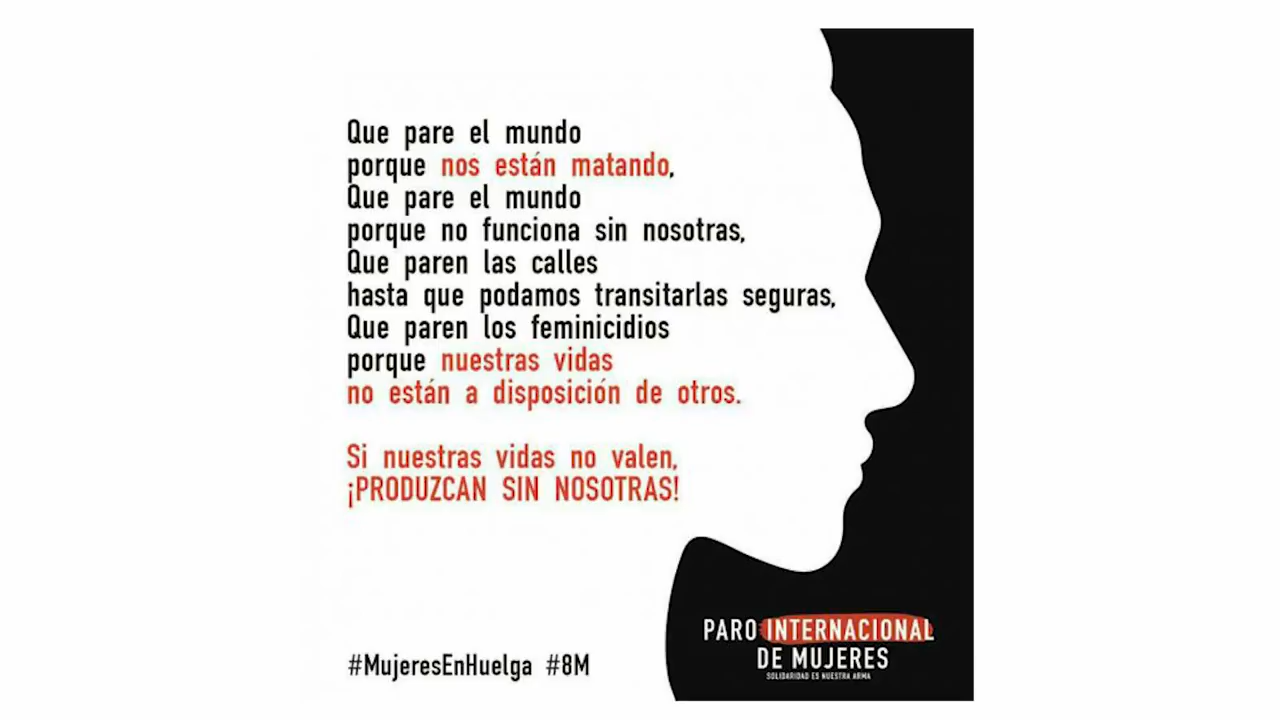 Que pare el mundo
porque nos están matando,
Que pare el mundo
porque no funciona sin nosotras,
Que paren las calles
hasta que podamos transitarlas seguras,
Que paren los feminicidios
porque nuestras vidas
no están a disposición de otros.
Si nuestras vidas no valen,
¡PRODUZCAN SIN NOSOTRAS!
#MujeresEnHuelga #8M
PARO INTERNACIONAL
DE MUJERES
SOLIDARIDAD ES NUESTRA ARMA